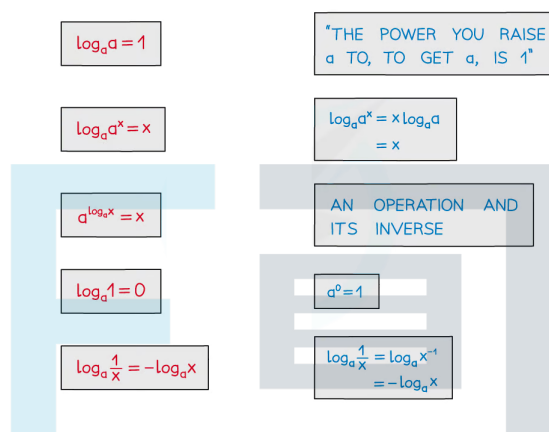 logₐa = 1
"THE POWER YOU RAISE
a TO, TO GET a, IS 1"
logₐaˣ = x
logₐaˣ = x logₐa
= x
a^(logₐx) = x
AN OPERATION AND
ITS INVERSE
logₐ1 = 0
a⁰ = 1
logₐ 1/x = −logₐx
logₐ 1/x = logₐx⁻¹
= −logₐx